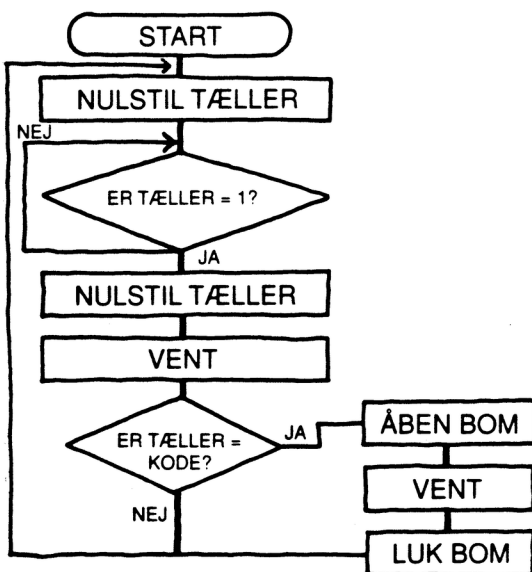 START
NULSTIL TÆLLER
NEJ
ER TÆLLER = 1?
JA
NULSTIL TÆLLER
VENT
ER TÆLLER =
KODE?
JA
ÅBEN BOM
VENT
NEJ
LUK BOM